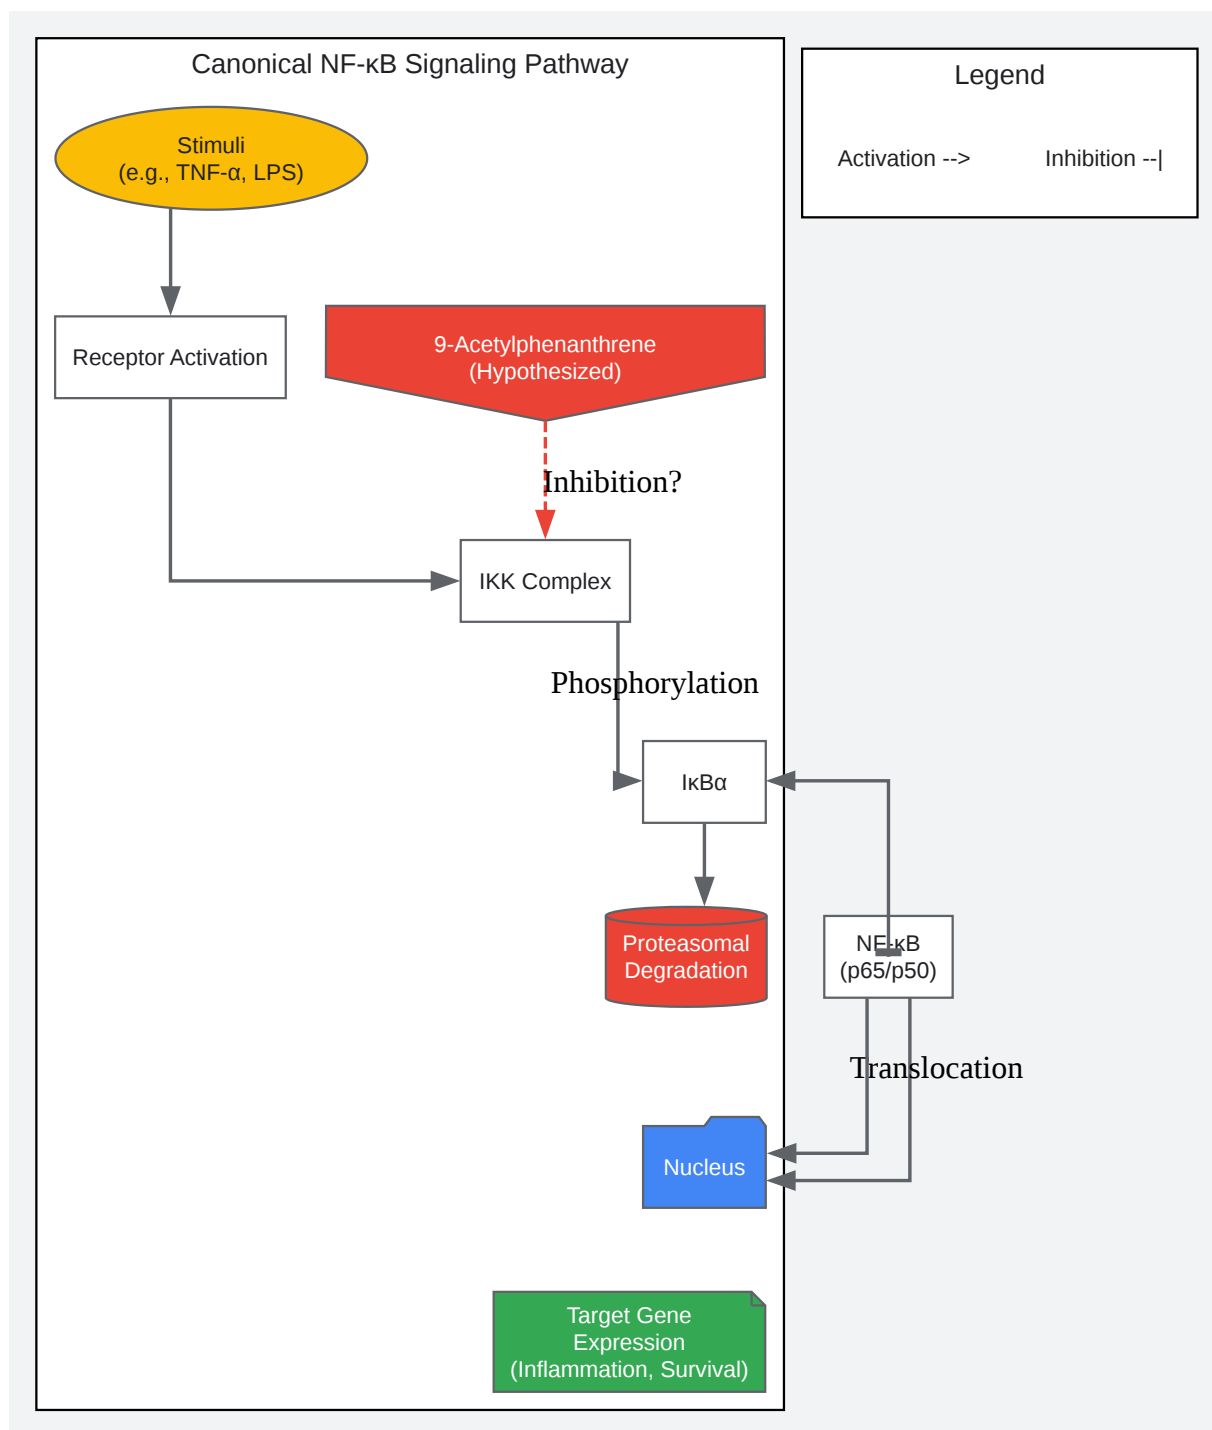 Canonical NF-κB Signaling Pathway
Legend
Stimuli
(e.g., TNF-α, LPS)
Activation -->
Inhibition --|
Receptor Activation
9-Acetylphenanthrene
(Hypothesized)
Inhibition?
IKK Complex
Phosphorylation
IκBα
Proteasomal
Degradation
NF-κB
(p65/p50)
Translocation
Nucleus
Target Gene
Expression
(Inflammation, Survival)